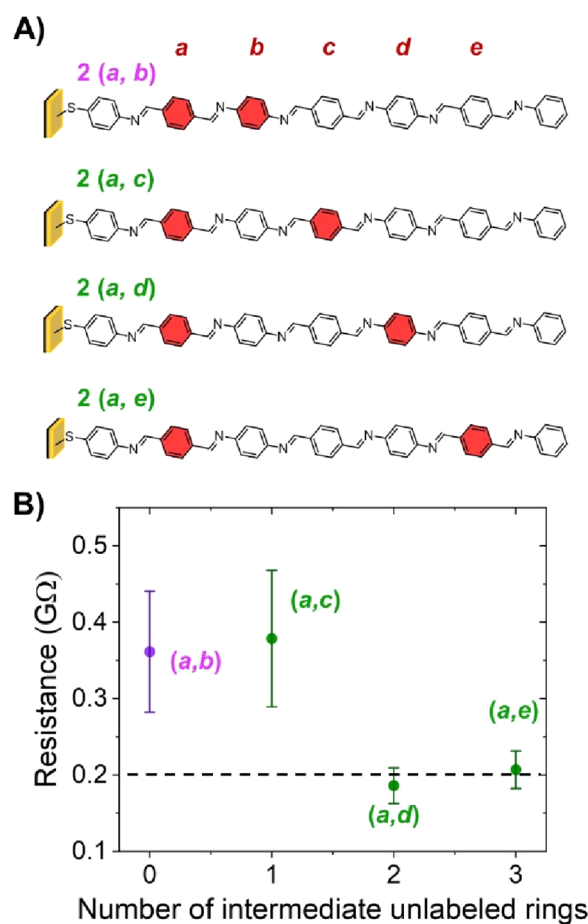 A)
a b c d e
2 (a, b)
S N N N N N N
2 (a, c)
S N N N N N N
2 (a, d)
S N N N N N N
2 (a, e)
S N N N N N N
B)
0.5
0.4
0.3
0.2
0.1
Resistance (GΩ)
(a,b)
(a,c)
(a,d)
(a,e)
0 1 2 3
Number of intermediate unlabeled rings